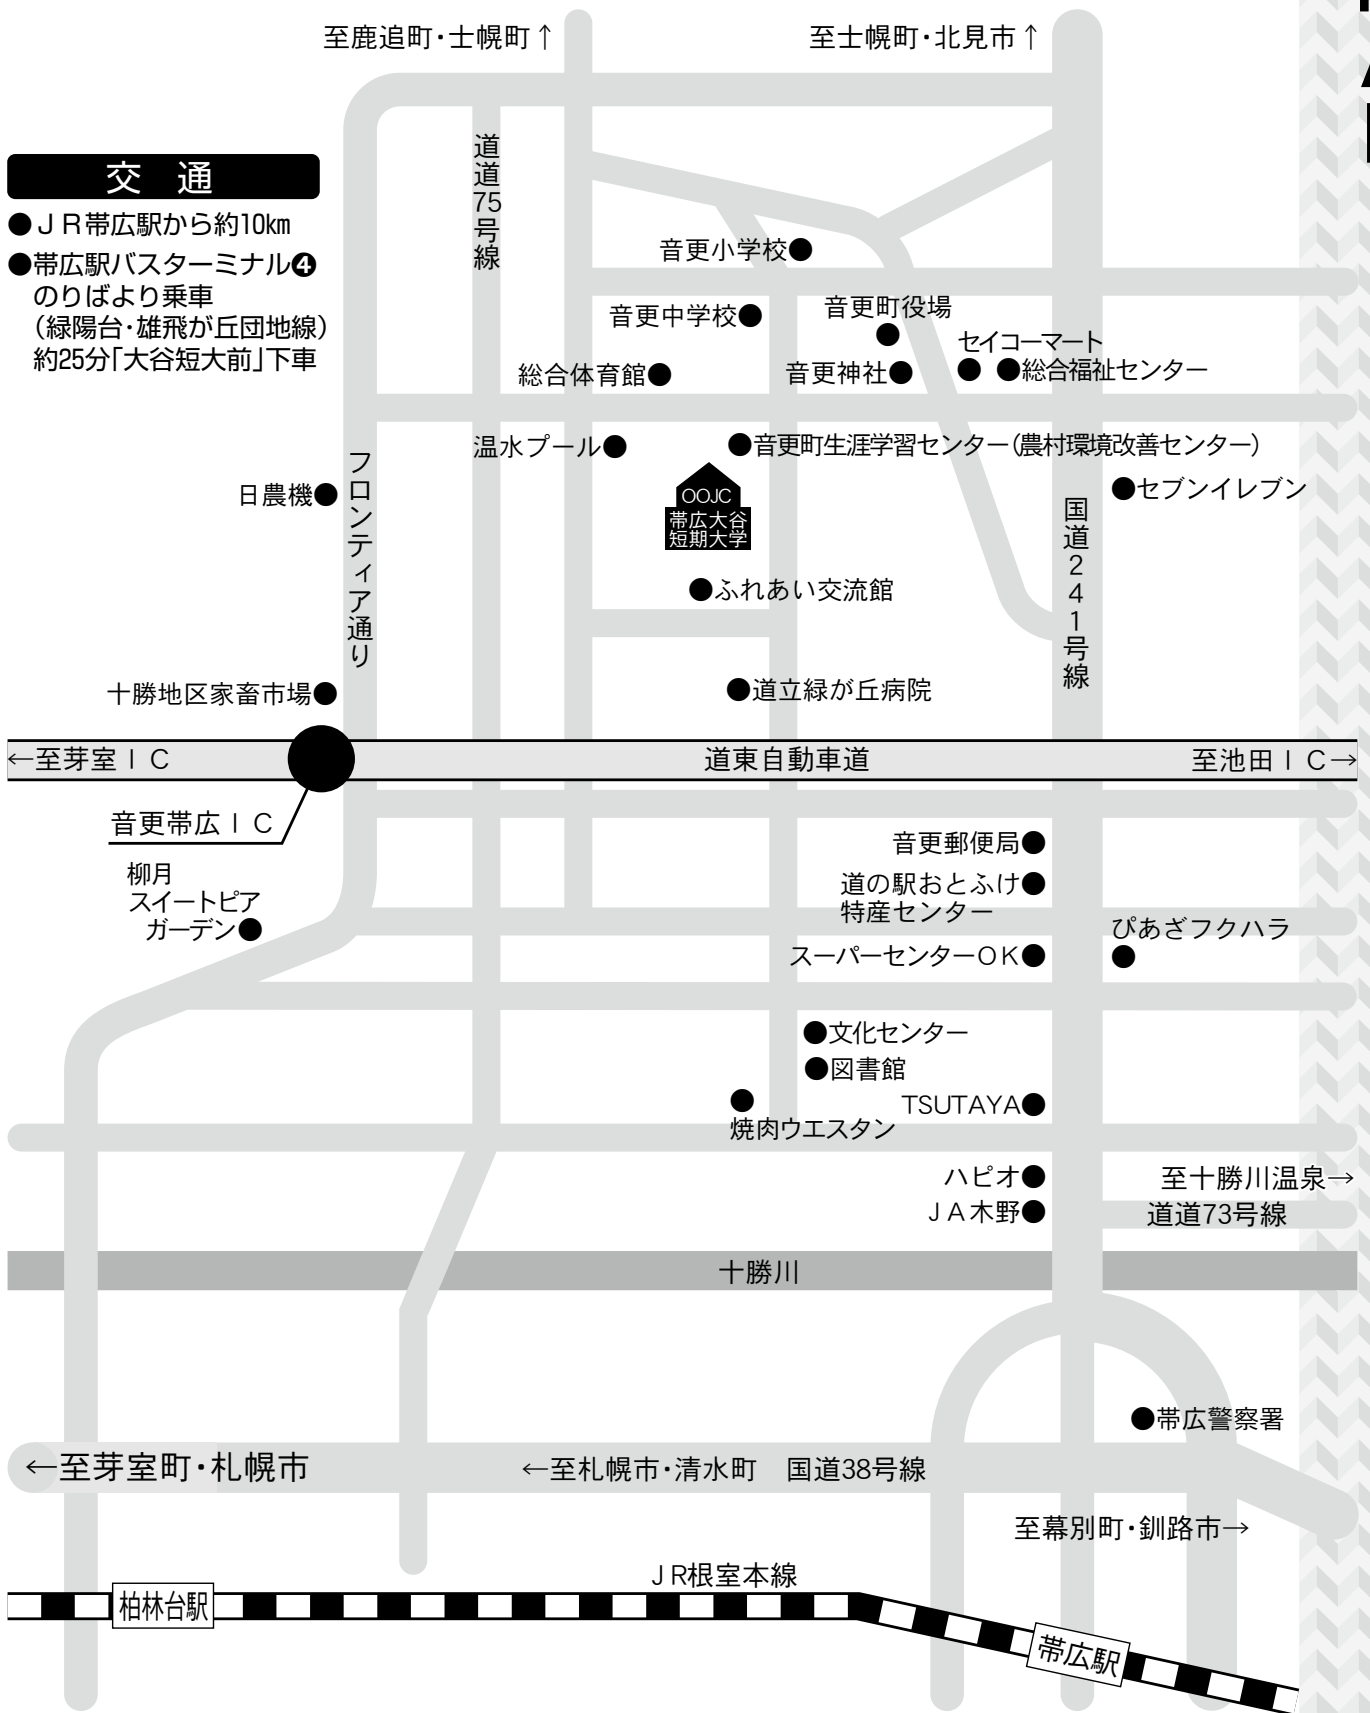 至鹿追町・士幌町↑
至士幌町・北見市↑
交　通
●ＪＲ帯広駅から約10㎞
●帯広駅バスターミナル❹
のりばより乗車
（緑陽台・雄飛が丘団地線）
約25分「大谷短大前」下車
道道75号線
音更小学校●
音更中学校●
音更町役場
セイコーマート
総合体育館●
音更神社●
●総合福祉センター
温水プール●
●音更町生涯学習センター（農村環境改善センター）
日農機●
フロンティア通り
OOJC
帯広大谷
短期大学
国道241号線
●セブンイレブン
●ふれあい交流館
十勝地区家畜市場●
●道立緑が丘病院
←至芽室ＩＣ
道東自動車道
至池田ＩＣ→
音更帯広ＩＣ
音更郵便局●
柳月
スイートピア
ガーデン●
道の駅おとふけ●
特産センター
ぴあざフクハラ
スーパーセンターＯＫ●
●文化センター
●図書館
TSUTAYA●
焼肉ウエスタン
ハピオ●
至十勝川温泉→
ＪＡ木野●
道道73号線
十勝川
●帯広警察署
←至芽室町・札幌市
←至札幌市・清水町　国道38号線
至幕別町・釧路市→
ＪＲ根室本線
柏林台駅
帯広駅